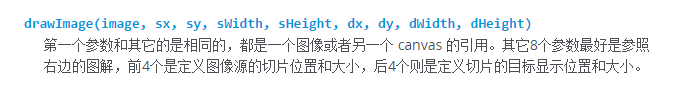 drawImage(image, sx, sy, sWidth, sHeight, dx, dy, dWidth, dHeight)
第一个参数和其它的是相同的，都是一个图像或者另一个 canvas 的引用。其它8个参数最好是参照
右边的图解，前4个是定义图像源的切片位置和大小，后4个则是定义切片的目标显示位置和大小。